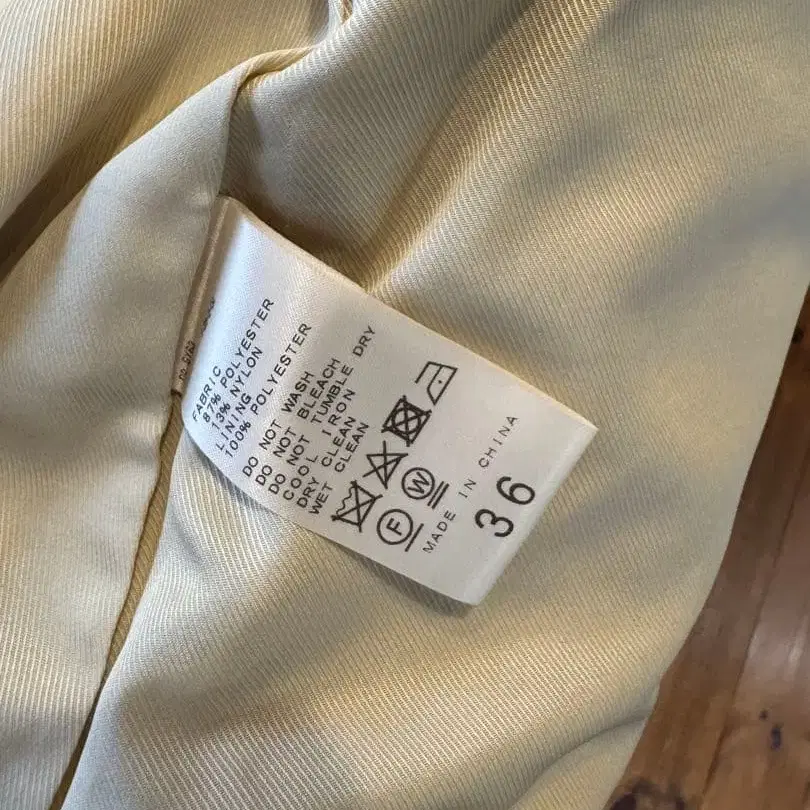 FABRIC
87% POLYESTER
13% NYLON
LINING
100% POLYESTER
DO NOT WASH
DO NOT BLEACH
DO NOT TUMBLE DRY
COOL IRON
DRY CLEAN
WET CLEAN
F W
MADE IN CHINA
36